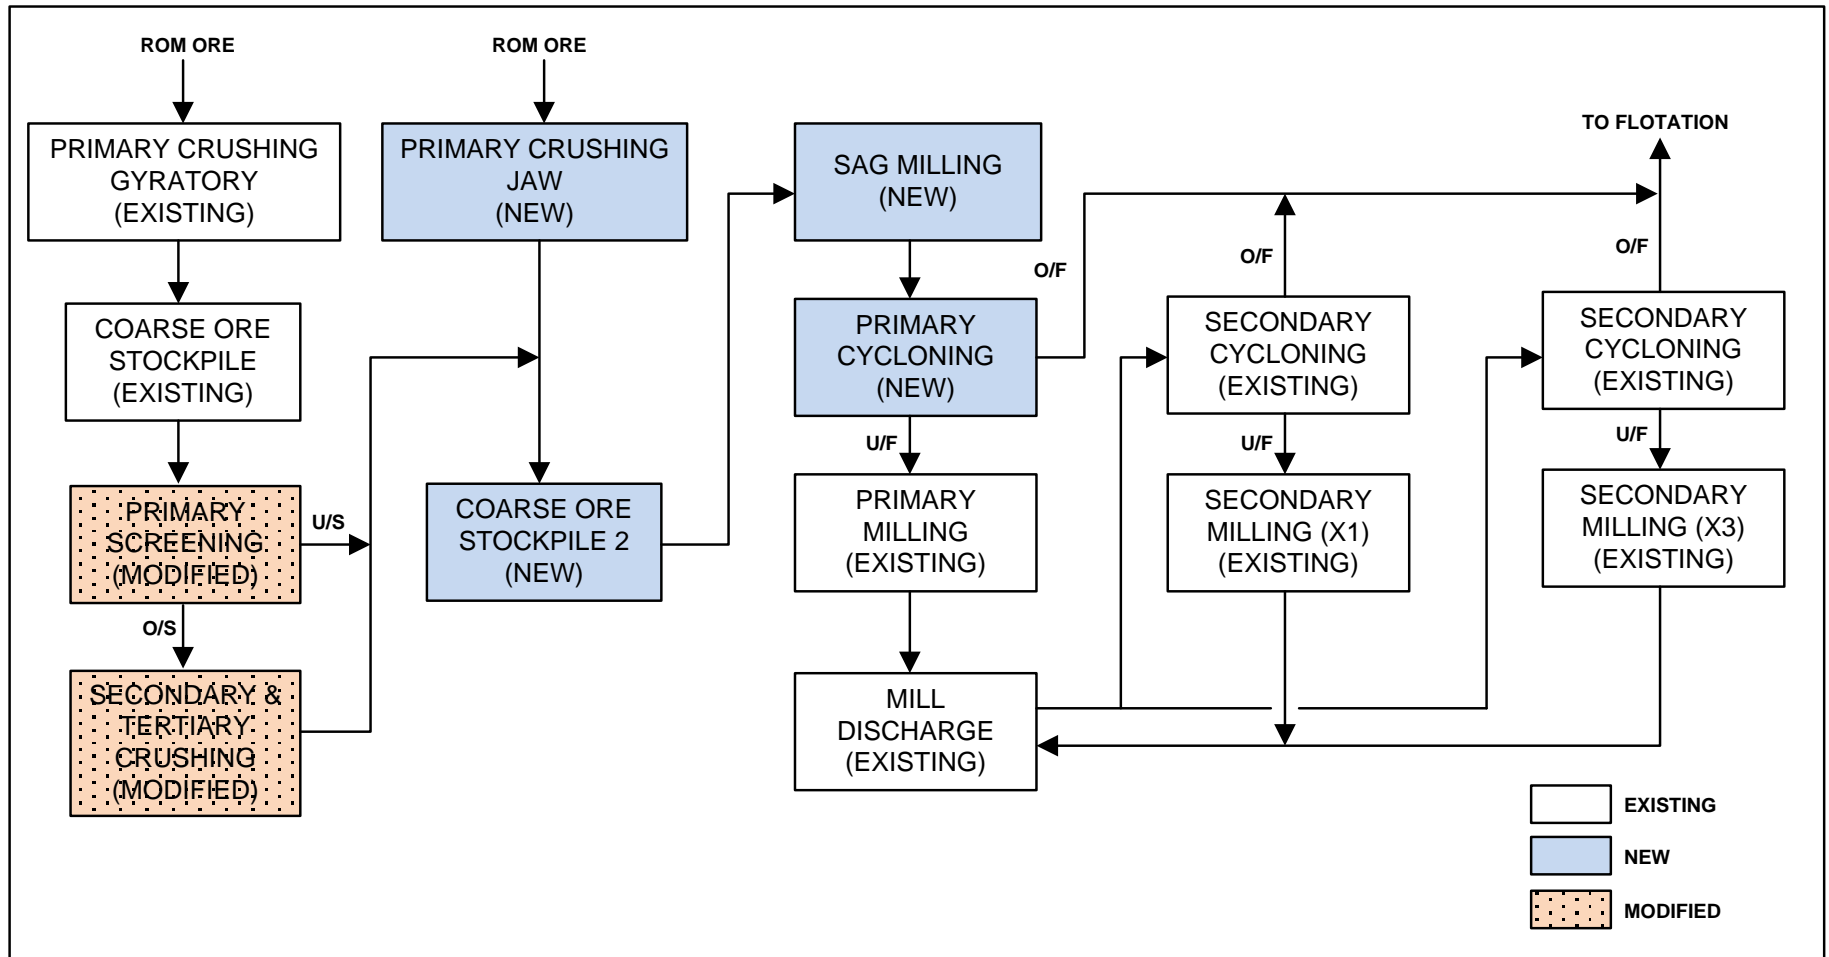 ROM ORE
ROM ORE
PRIMARY CRUSHING
GYRATORY
(EXISTING)
PRIMARY CRUSHING
JAW
(NEW)
SAG MILLING
(NEW)
TO FLOTATION
COARSE ORE
STOCKPILE
(EXISTING)
PRIMARY
CYCLONING
(NEW)
O/F
O/F
SECONDARY
CYCLONING
(EXISTING)
O/F
SECONDARY
CYCLONING
(EXISTING)
U/F
U/F
U/F
PRIMARY
SCREENING
(MODIFIED)
U/S
O/S
COARSE ORE
STOCKPILE 2
(NEW)
PRIMARY
MILLING
(EXISTING)
SECONDARY
MILLING (X1)
(EXISTING)
SECONDARY
MILLING (X3)
(EXISTING)
SECONDARY &
TERTIARY
CRUSHING
(MODIFIED)
MILL
DISCHARGE
(EXISTING)
EXISTING
NEW
MODIFIED